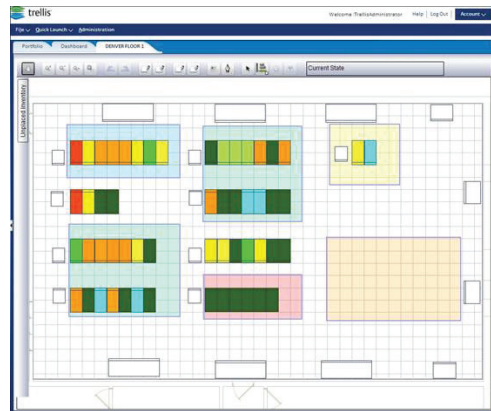 trellis
Welcome TrellisAdministrator Help | Log Out | Account
File Quick Launch Administration
Portfolio Dashboard DENVER FLOOR 1
Current State
Unplaced Inventory